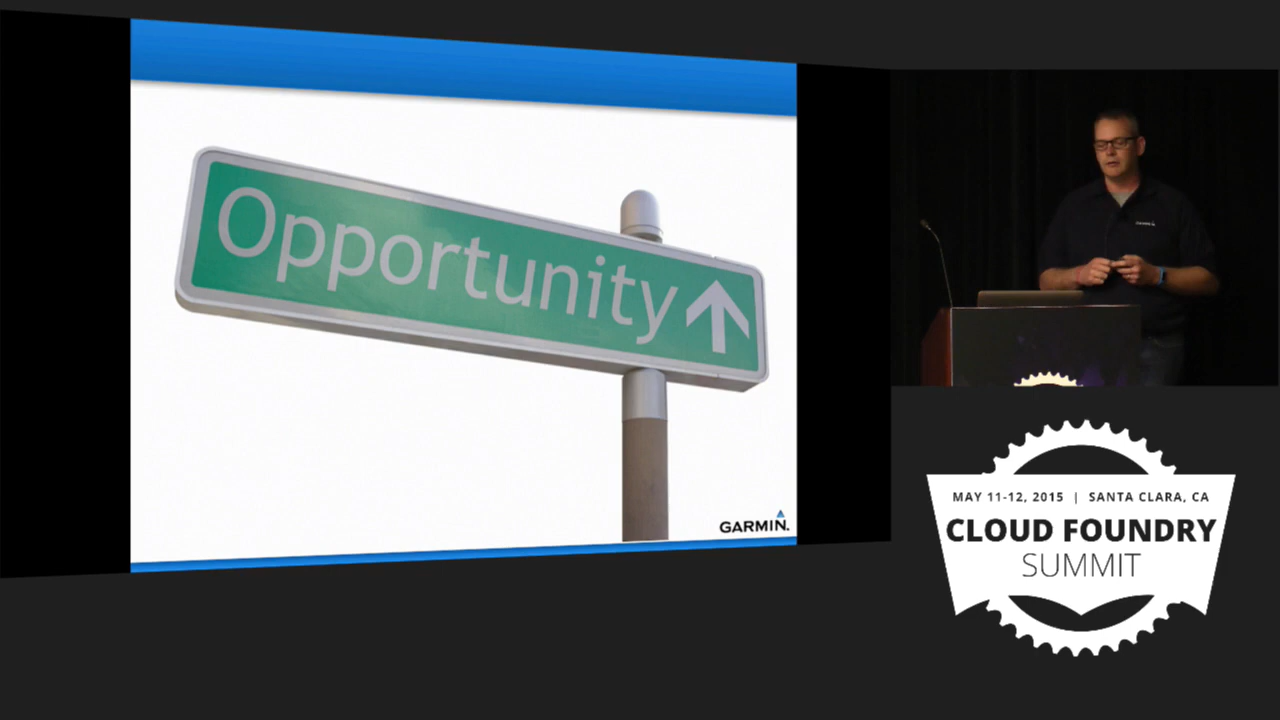 Opportunity ↑
GARMIN
MAY 11-12, 2015 | SANTA CLARA, CA
CLOUD FOUNDRY
SUMMIT